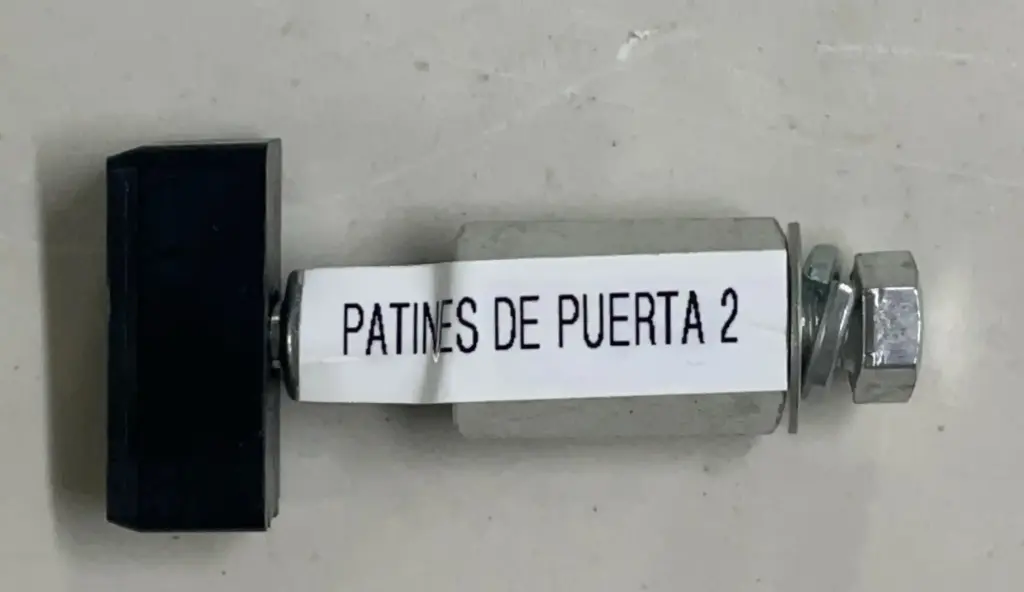 PATINES DE PUERTA 2